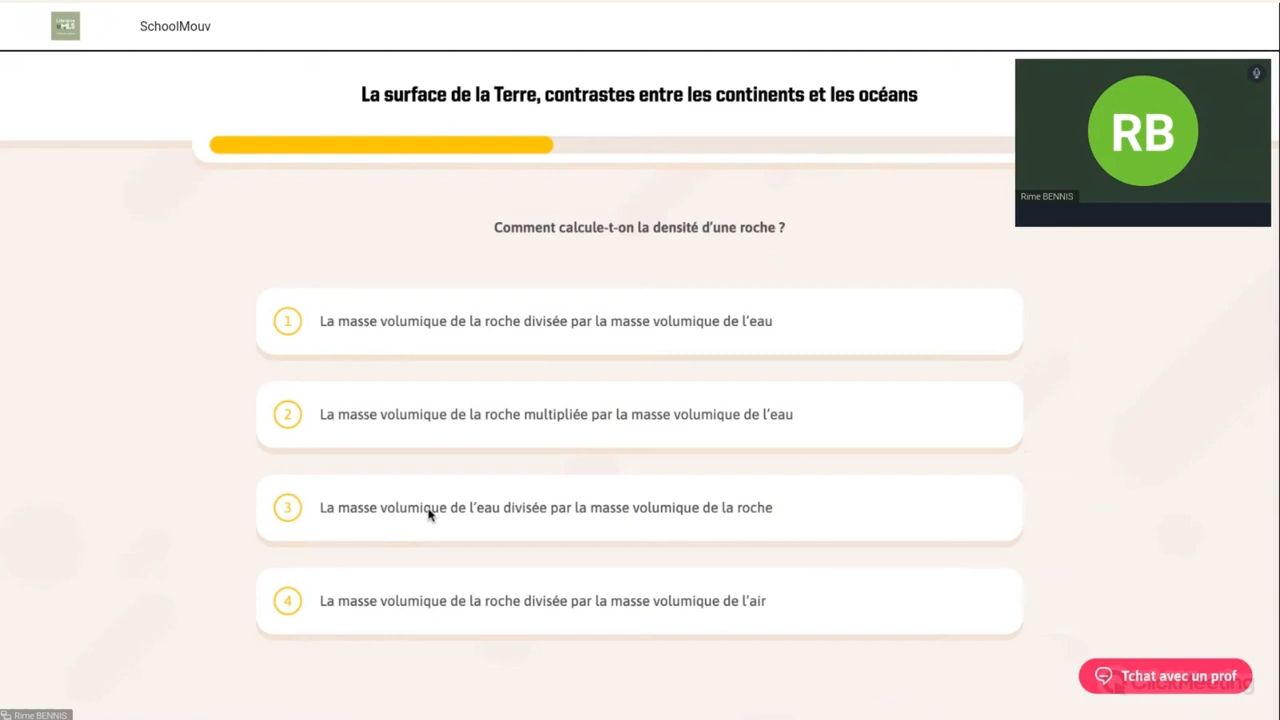 SchoolMouv
La surface de la Terre, contrastes entre les continents et les océans
RB
Rime BENNIS
Comment calcule-t-on la densité d'une roche ?
1 La masse volumique de la roche divisée par la masse volumique de l'eau
2 La masse volumique de la roche multipliée par la masse volumique de l'eau
3 La masse volumique de l'eau divisée par la masse volumique de la roche
4 La masse volumique de la roche divisée par la masse volumique de l'air
Tchat avec un prof
ClickMeeting
Rime BENNIS